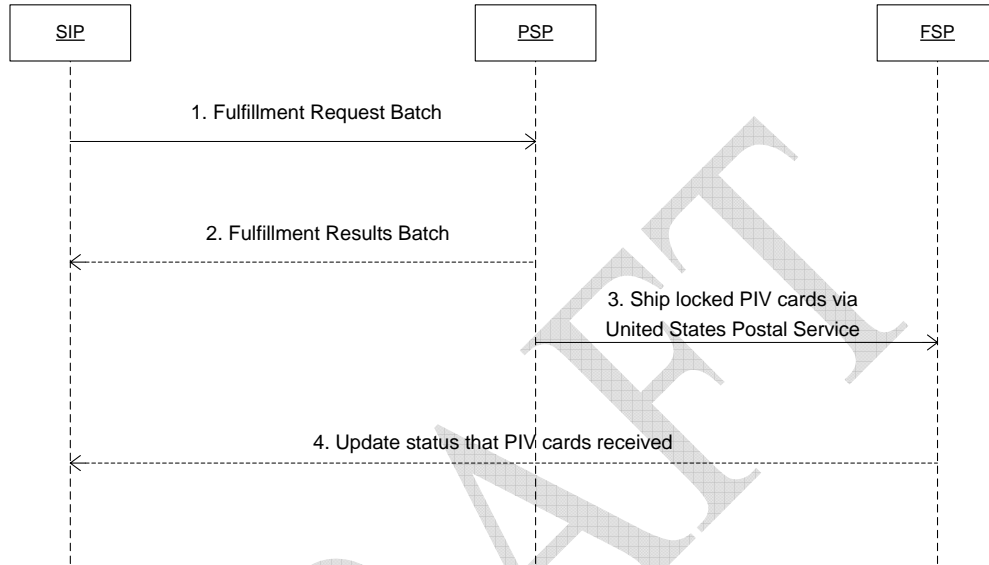 SIP
PSP
FSP
1. Fulfillment Request Batch
2. Fulfillment Results Batch
3. Ship locked PIV cards via
United States Postal Service
4. Update status that PIV cards received
DRAFT